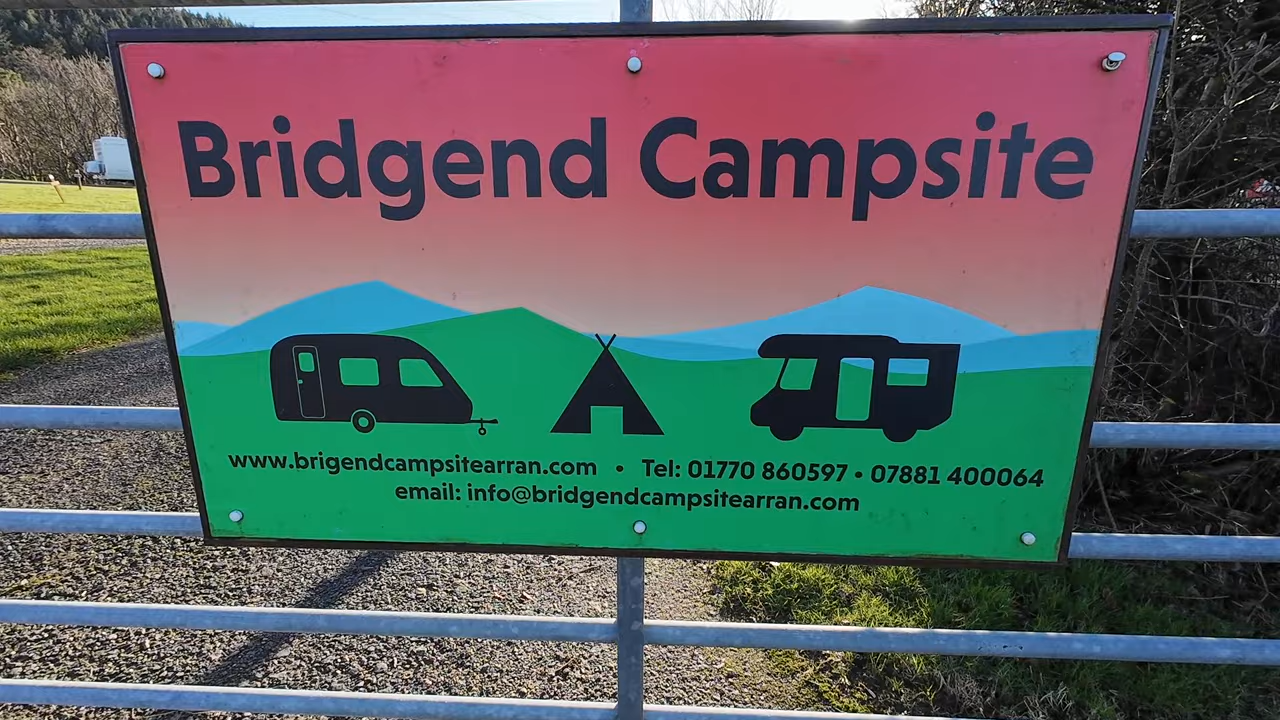 Bridgend Campsite
www.brigendcampsitearran.com • Tel: 01770 860597 • 07881 400064
email: info@bridgendcampsitearran.com